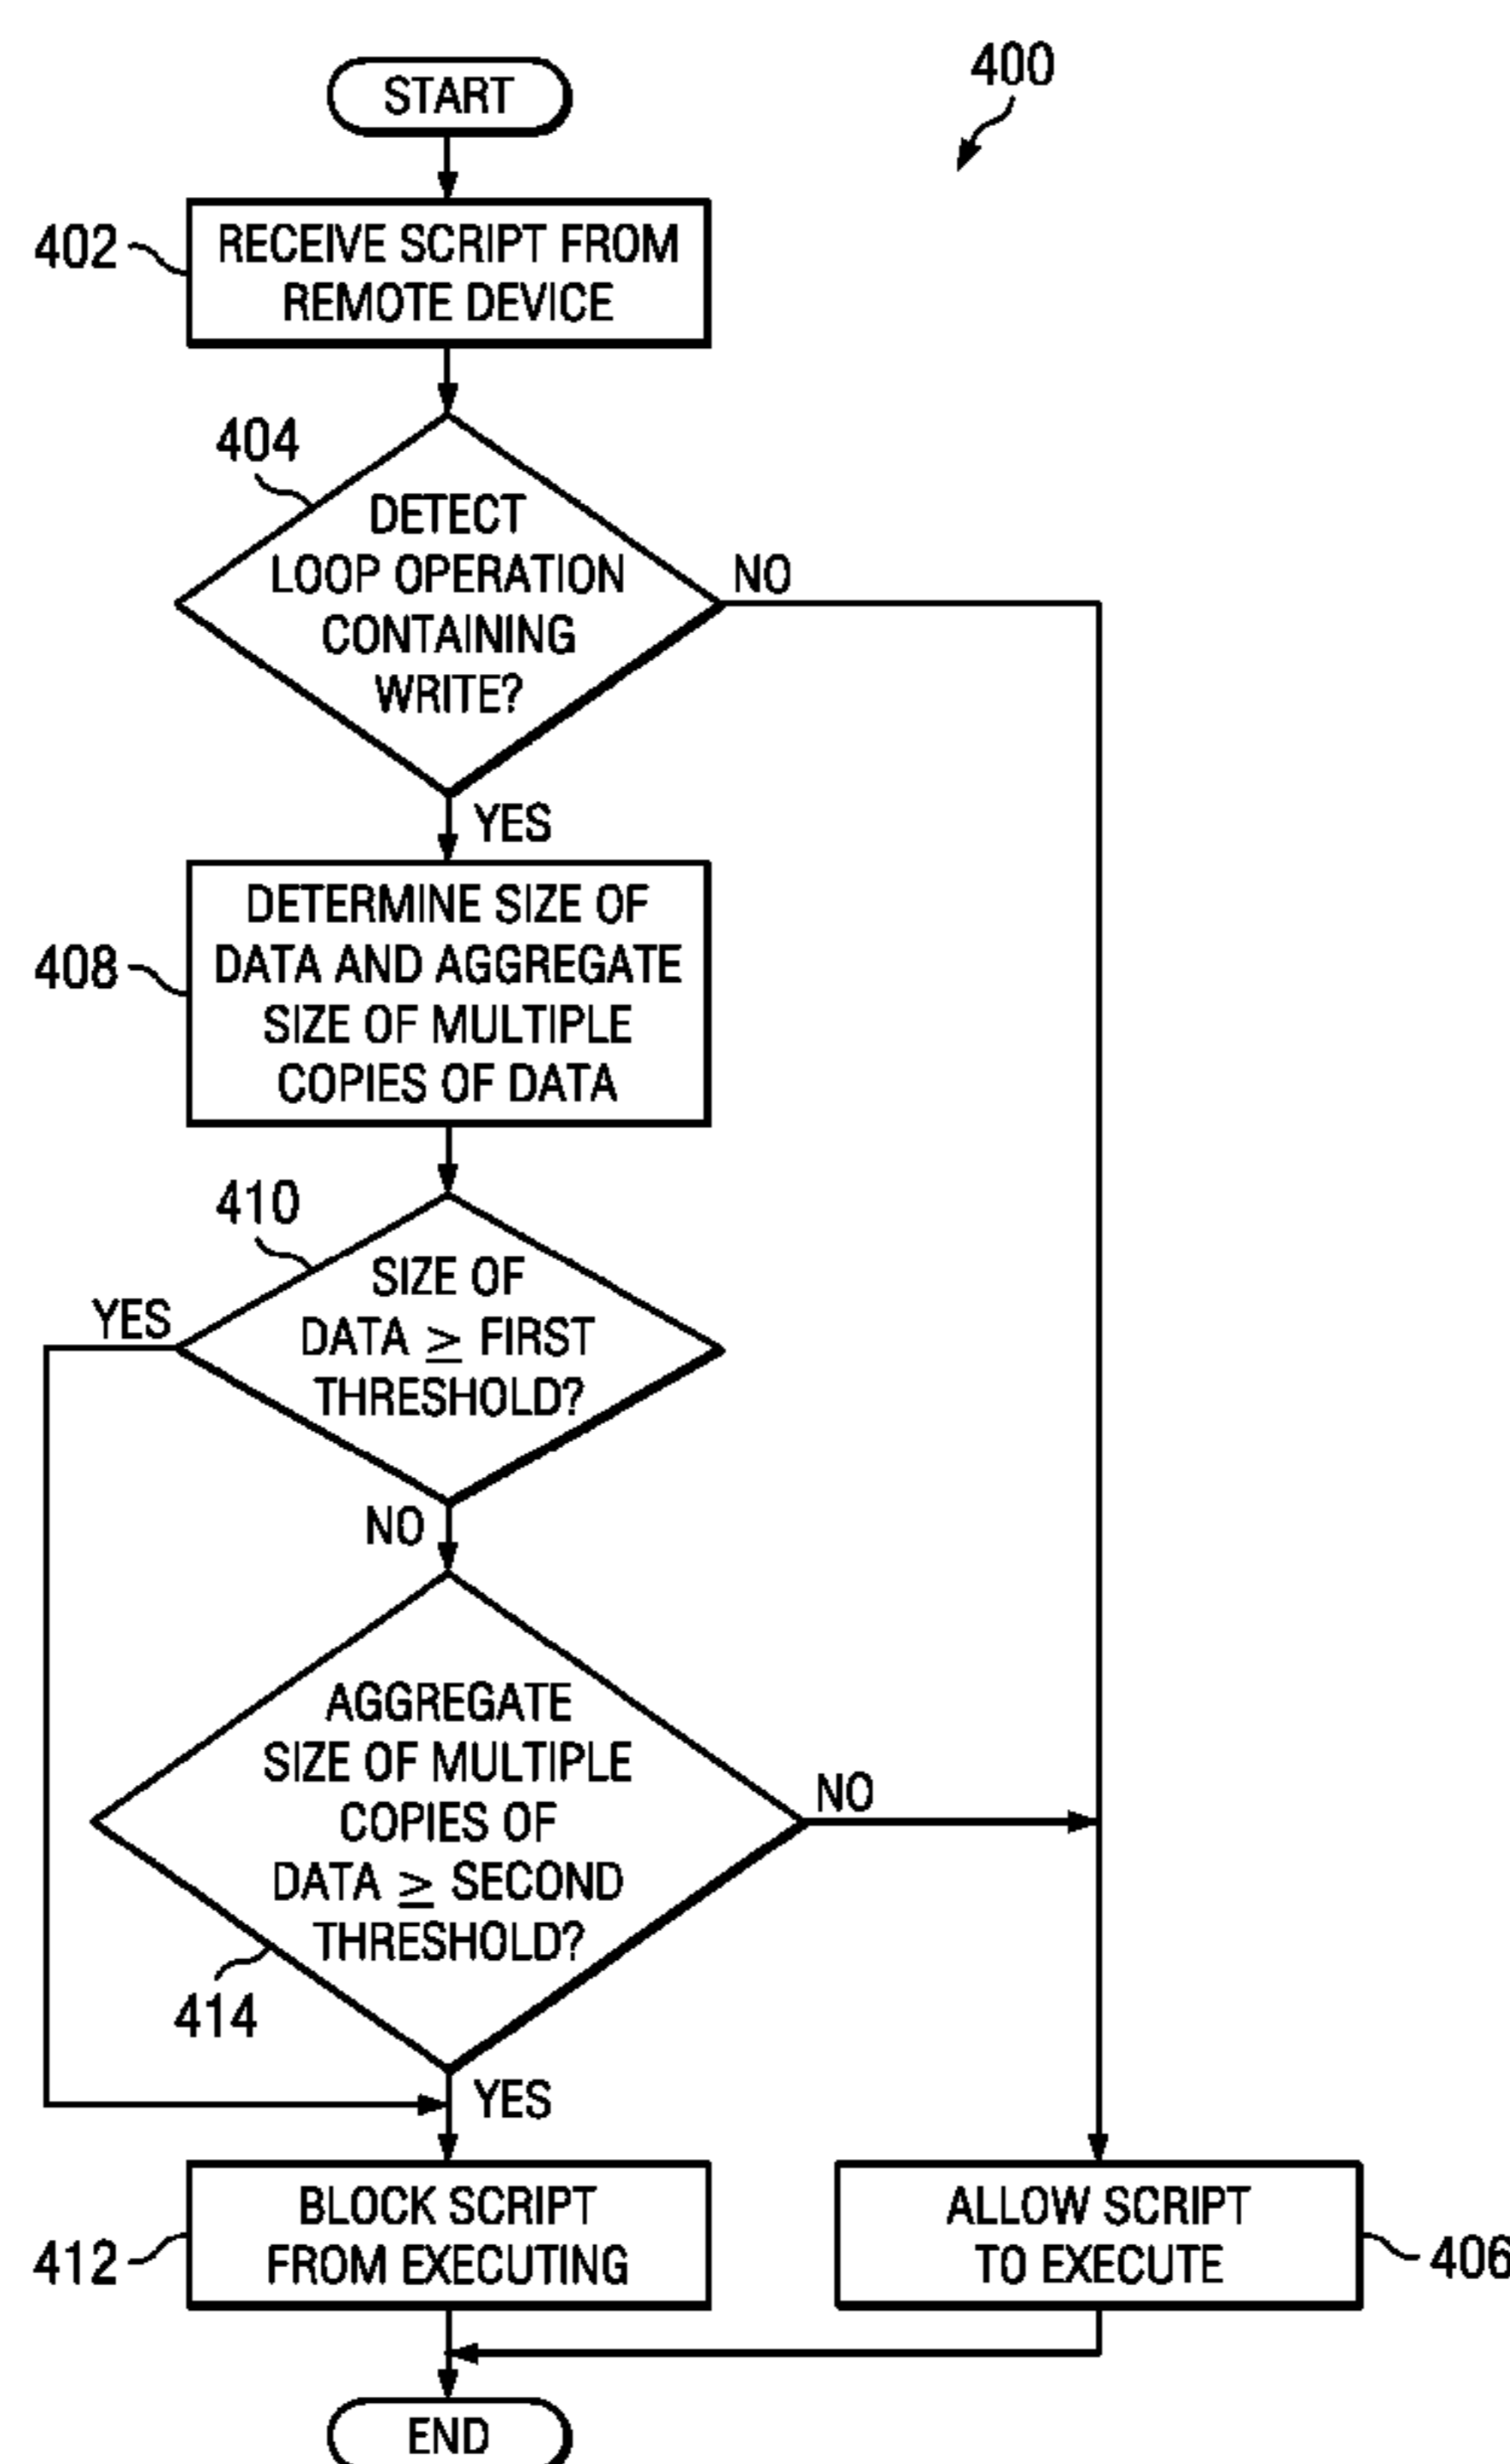 START
400
402
RECEIVE SCRIPT FROM
REMOTE DEVICE
404
DETECT
LOOP OPERATION
CONTAINING
WRITE?
NO
YES
408
DETERMINE SIZE OF
DATA AND AGGREGATE
SIZE OF MULTIPLE
COPIES OF DATA
410
SIZE OF
DATA ≥ FIRST
THRESHOLD?
YES
NO
AGGREGATE
SIZE OF MULTIPLE
COPIES OF
DATA ≥ SECOND
THRESHOLD?
NO
414
YES
412
BLOCK SCRIPT
FROM EXECUTING
ALLOW SCRIPT
TO EXECUTE
406
END